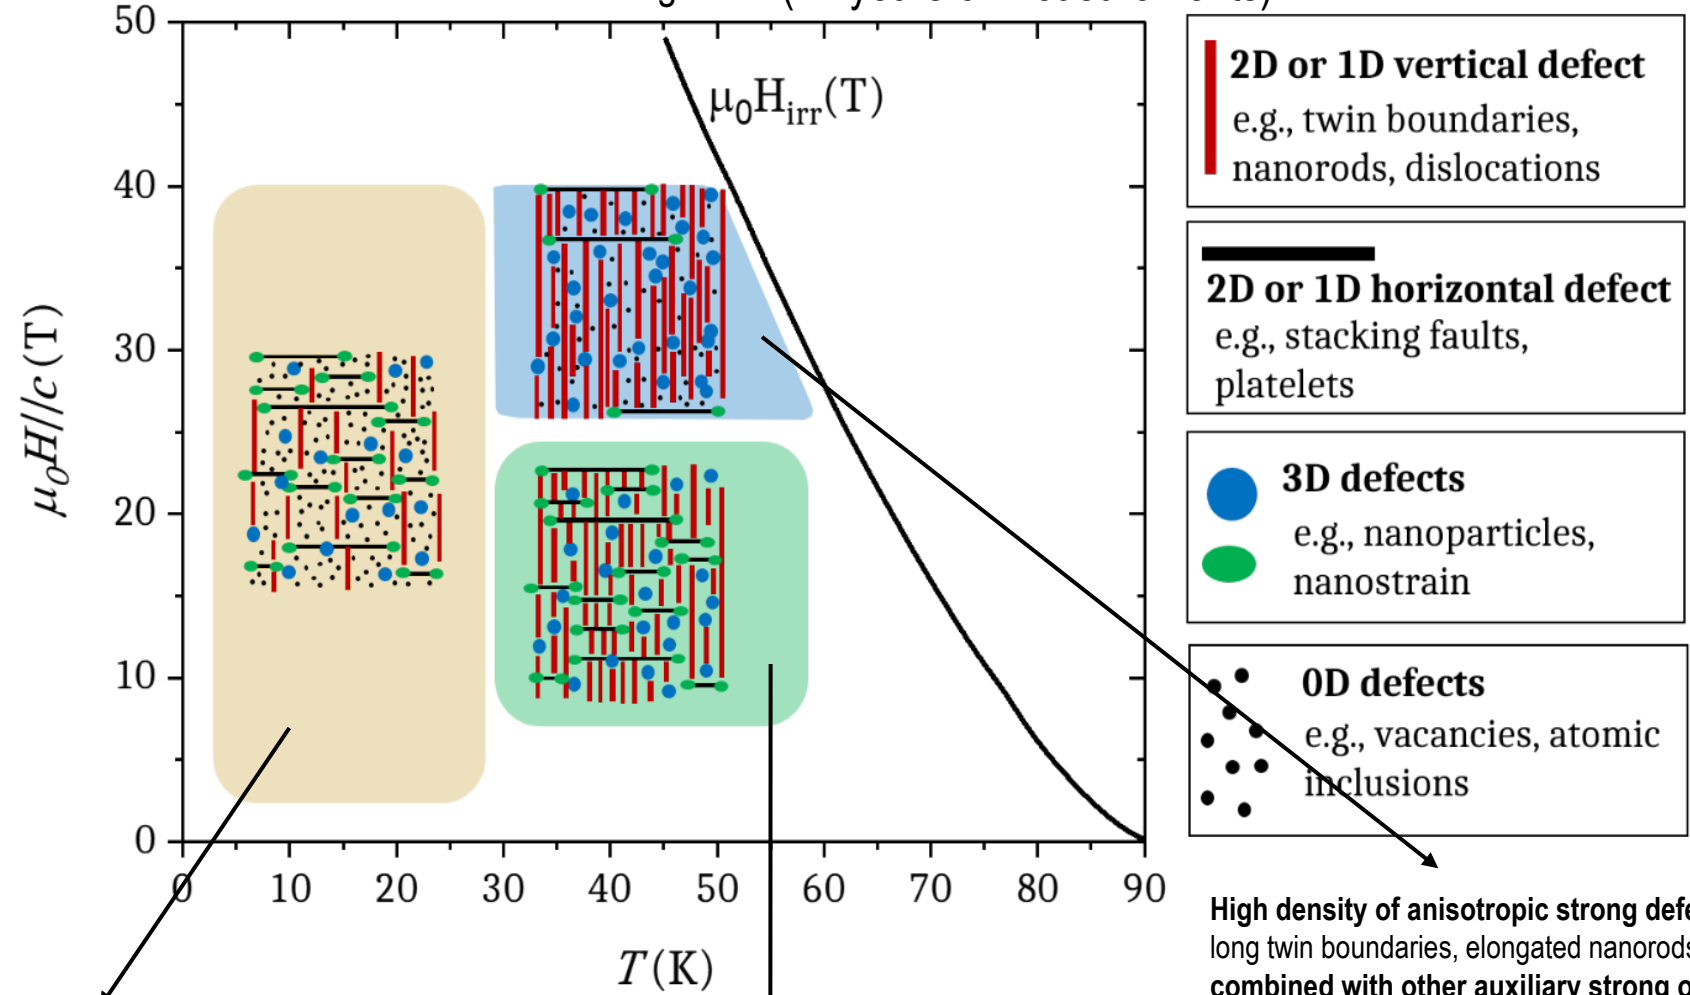 50
40
30
20
10
0
μ₀H//c (T)
μ₀Hᵢᵣᵣ(T)
0 10 20 30 40 50 60 70 80 90
T (K)
2D or 1D vertical defect
e.g., twin boundaries,
nanorods, dislocations
2D or 1D horizontal defect
e.g., stacking faults,
platelets
3D defects
e.g., nanoparticles,
nanostrain
0D defects
e.g., vacancies, atomic
inclusions
High density of anisotropic strong
long twin boundaries, elongated nanorods
combined with other auxiliary strong